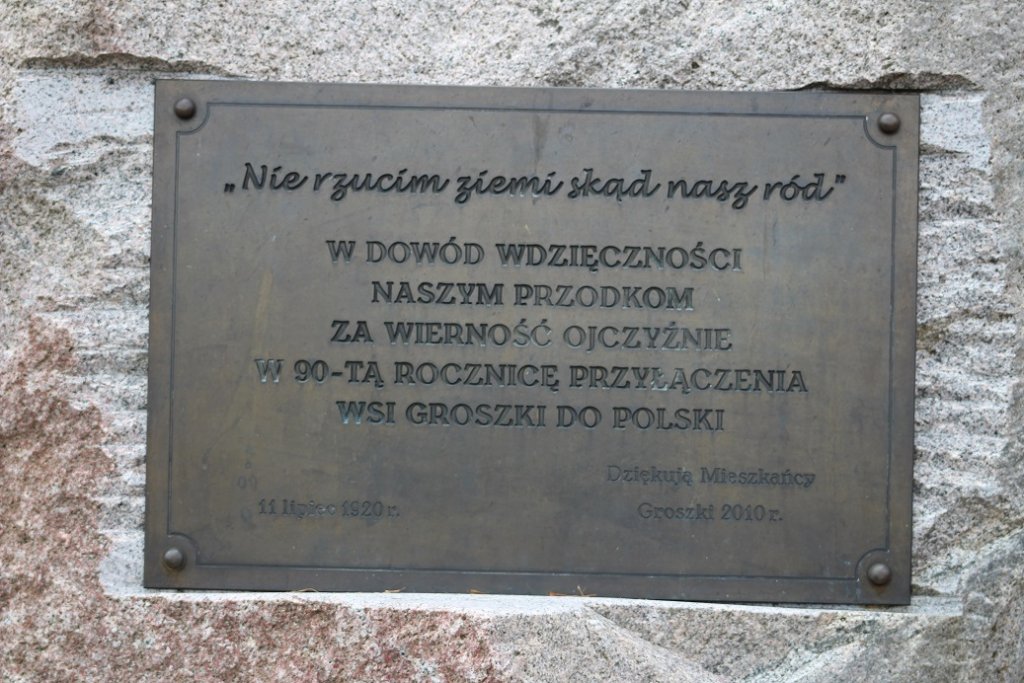 „Nie rzucim ziemi skąd nasz ród”
W DOWÓD WDZIĘCZNOŚCI
NASZYM PRZODKOM
ZA WIERNOŚĆ OJCZYŹNIE
W 90-TĄ ROCZNICĘ PRZYŁĄCZENIA
WSI GROSZKI DO POLSKI
Dziękują Mieszkańcy
11 lipiec 1920 r.
Groszki 2010 r.